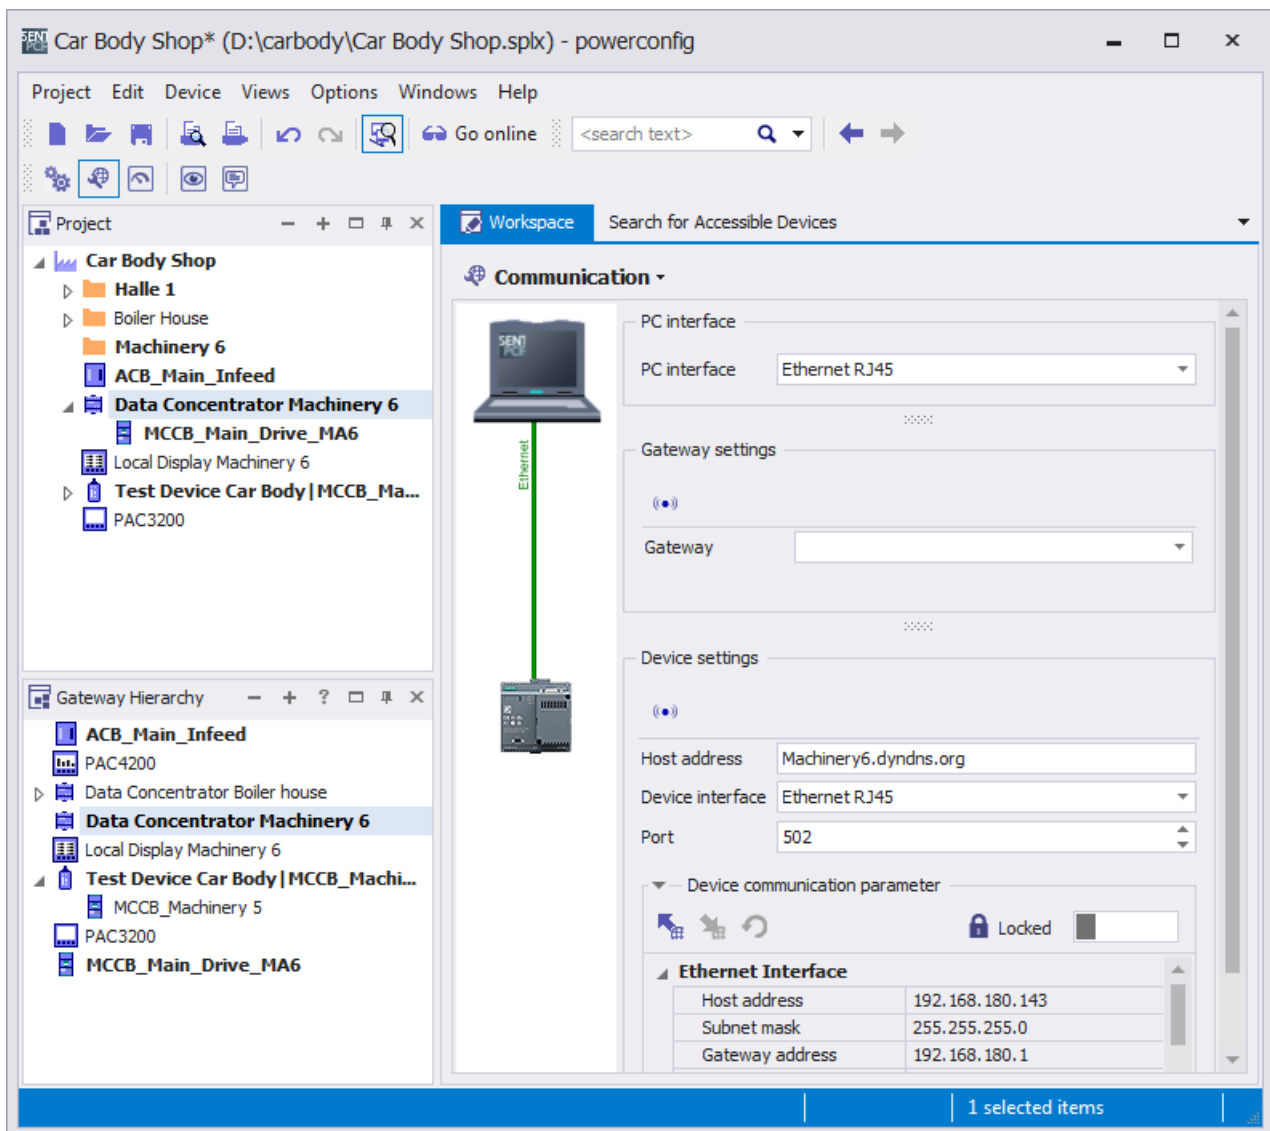 Car Body Shop* (D:\carbody\Car Body Shop.splx) - powerconfig
Project Edit Device Views Options Windows Help
Go online <search text>
Project
Car Body Shop
Halle 1
Boiler House
Machinery 6
ACB_Main_Infeed
Data Concentrator Machinery 6
MCCB_Main_Drive_MA6
Local Display Machinery 6
Test Device Car Body|MCCB_Ma...
PAC3200
Gateway Hierarchy
ACB_Main_Infeed
PAC4200
Data Concentrator Boiler house
Data Concentrator Machinery 6
Local Display Machinery 6
Test Device Car Body|MCCB_Machi...
MCCB_Machinery 5
PAC3200
MCCB_Main_Drive_MA6
Workspace Search for Accessible Devices
Communication
SENT
Ethernet
PC interface
PC interface Ethernet RJ45
Gateway settings
Gateway
Device settings
Host address Machinery6.dyndns.org
Device interface Ethernet RJ45
Port 502
Device communication parameter
Locked
Ethernet Interface
Host address 192.168.180.143
Subnet mask 255.255.255.0
Gateway address 192.168.180.1
1 selected items